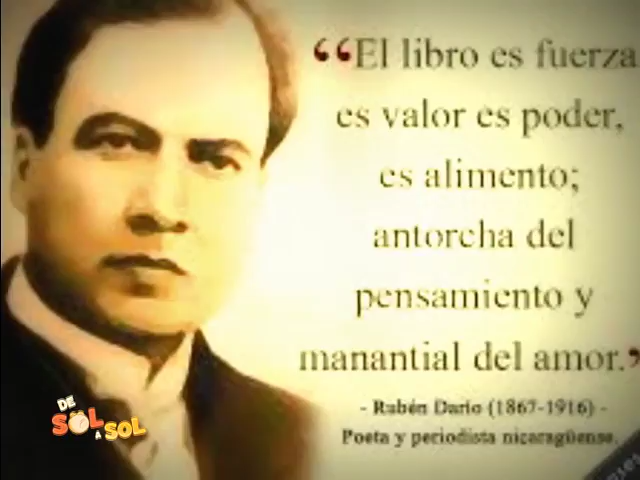 “El libro es fuerza
es valor es poder,
es alimento;
antorcha del
pensamiento y
manantial del amor.”
- Rubén Darío (1867-1916) -
Poeta y periodista nicaragüense.
DE
SOL
A SOL